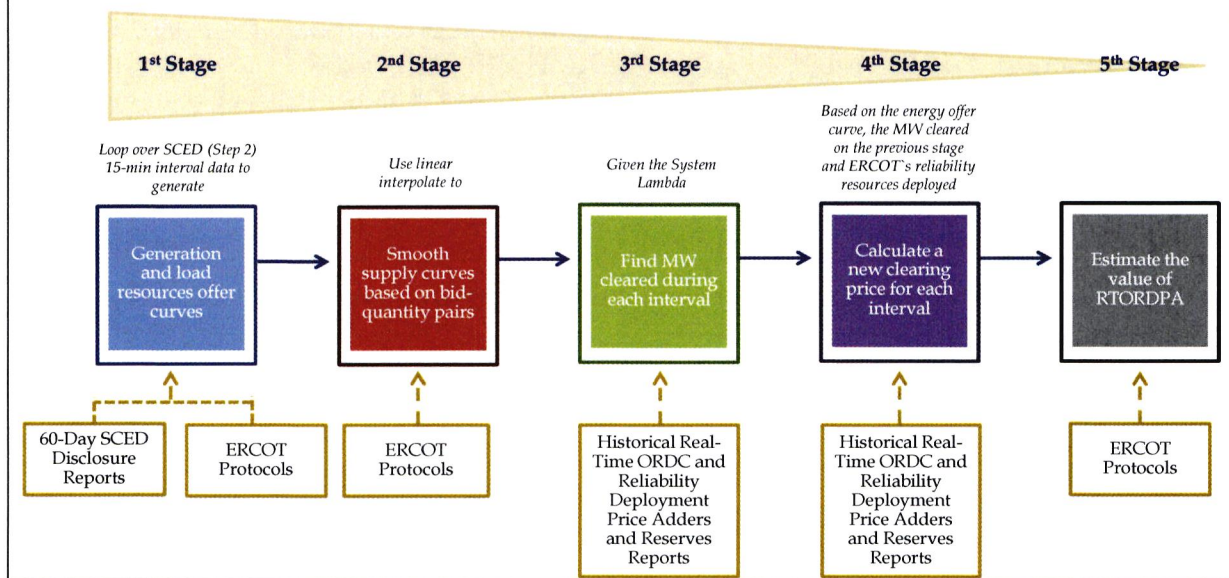 1st Stage
2nd Stage
3rd Stage
4th Stage
5th Stage
Loop over SCED (Step 2)
15-min interval data to
generate
Use linear
interpolate to
Given the System
Lambda
Based on the energy offer
curve, the MW cleared
on the previous stage
and ERCOT`s reliability
resources deployed
Generation
and load
resources offer
curves
Smooth
supply curves
based on bid-
quantity pairs
Find MW
cleared during
each interval
Calculate a
new clearing
price for each
interval
Estimate the
value of
RTORDPA
60-Day SCED
Disclosure
Reports
ERCOT
Protocols
ERCOT
Protocols
Historical Real-
Time ORDC and
Reliability
Deployment
Price Adders
and Reserves
Reports
Historical Real-
Time ORDC and
Reliability
Deployment
Price Adders
and Reserves
Reports
ERCOT
Protocols